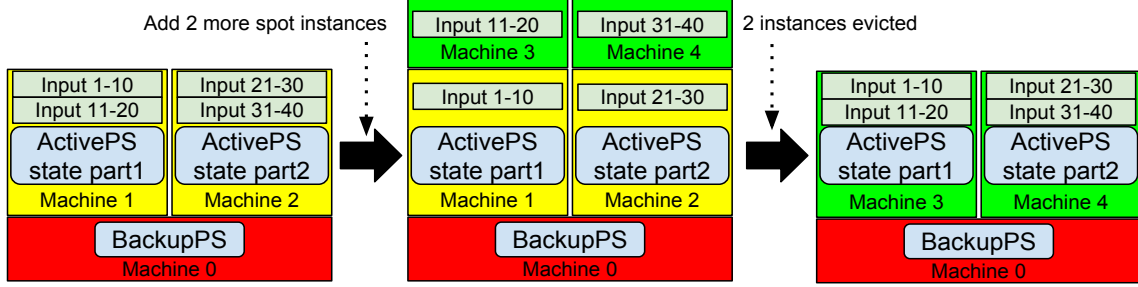 Add 2 more spot instances
Input 1-10
Input 11-20
ActivePS
state part1
Machine 1
Input 21-30
Input 31-40
ActivePS
state part2
Machine 2
BackupPS
Machine 0
Input 11-20
Machine 3
Input 31-40
Machine 4
Input 1-10
ActivePS
state part1
Machine 1
Input 21-30
ActivePS
state part2
Machine 2
BackupPS
Machine 0
2 instances evicted
Input 1-10
Input 11-20
ActivePS
state part1
Machine 3
Input 21-30
Input 31-40
ActivePS
state part2
Machine 4
BackupPS
Machine 0